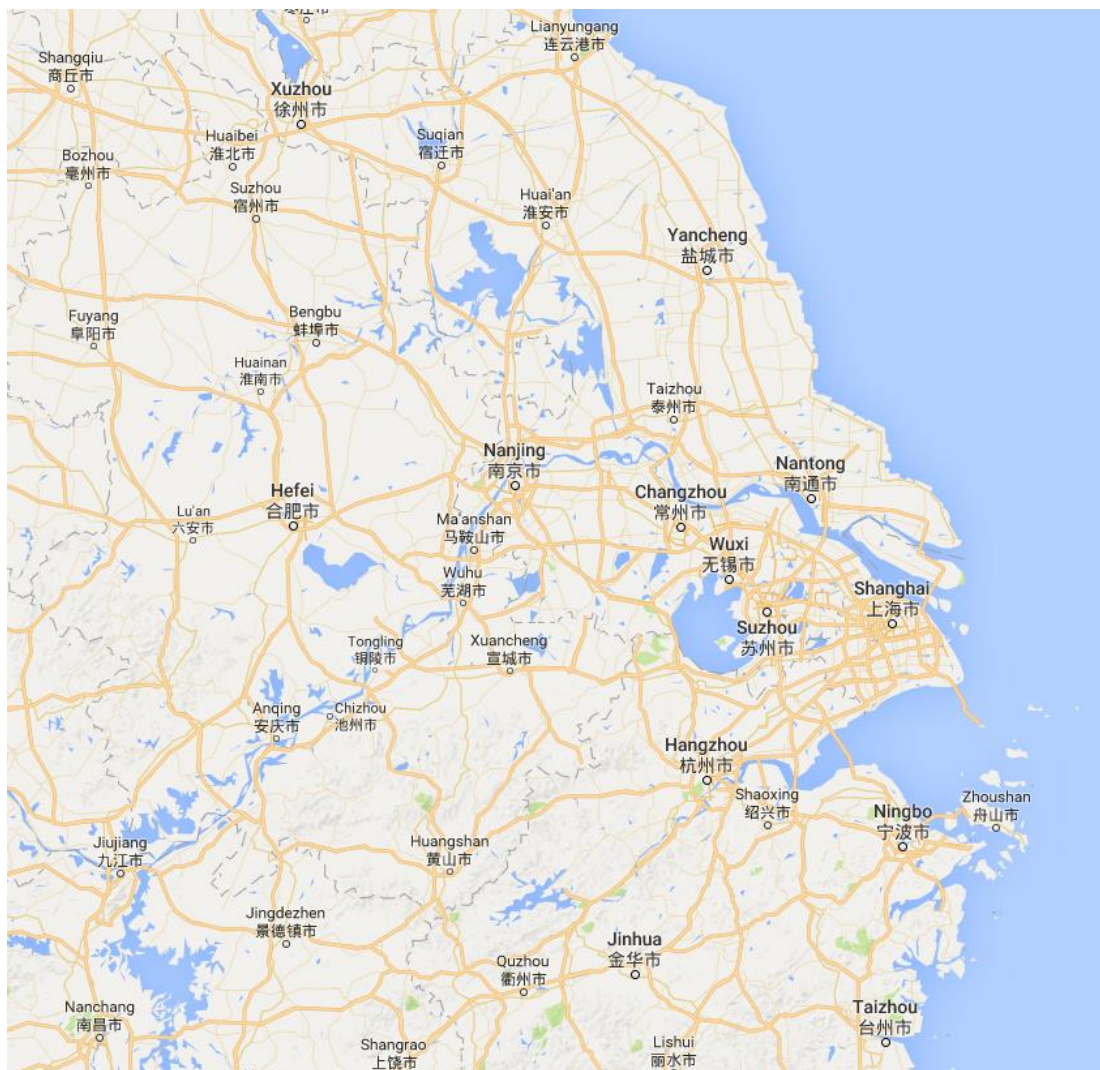 Lianyungang
连云港市
Shangqiu
商丘市
Xuzhou
徐州市
Huaibei
淮北市
Suqian
宿迁市
Bozhou
亳州市
Suzhou
宿州市
Huai'an
淮安市
Yancheng
盐城市
Fuyang
阜阳市
Bengbu
蚌埠市
Huainan
淮南市
Taizhou
泰州市
Nanjing
南京市
Nantong
南通市
Hefei
合肥市
Changzhou
常州市
Lu'an
六安市
Ma'anshan
马鞍山市
Wuxi
无锡市
Wuhu
芜湖市
Shanghai
上海市
Suzhou
苏州市
Tongling
铜陵市
Xuancheng
宣城市
Anqing
安庆市
Chizhou
池州市
Hangzhou
杭州市
Shaoxing
绍兴市
Ningbo
宁波市
Zhoushan
舟山市
Jiujiang
九江市
Huangshan
黄山市
Jingdezhen
景德镇市
Jinhua
金华市
Quzhou
衢州市
Nanchang
南昌市
Taizhou
台州市
Shangrao
上饶市
Lishui
丽水市